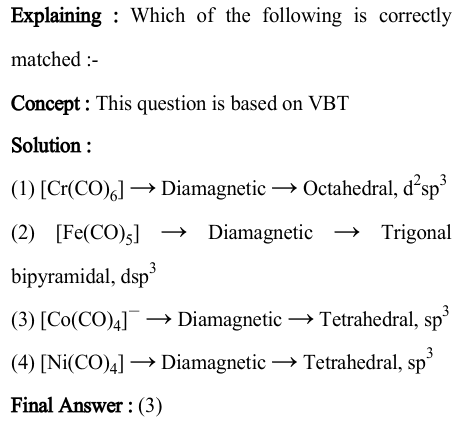 Explaining : Which of the following is correctly
matched :-
Concept : This question is based on VBT
Solution :
(1) [Cr(CO)₆] → Diamagnetic → Octahedral, d²sp³
(2) [Fe(CO)₅] → Diamagnetic → Trigonal
bipyramidal, dsp³
(3) [Co(CO)₄]⁻ → Diamagnetic → Tetrahedral, sp³
(4) [Ni(CO)₄] → Diamagnetic → Tetrahedral, sp³
Final Answer : (3)